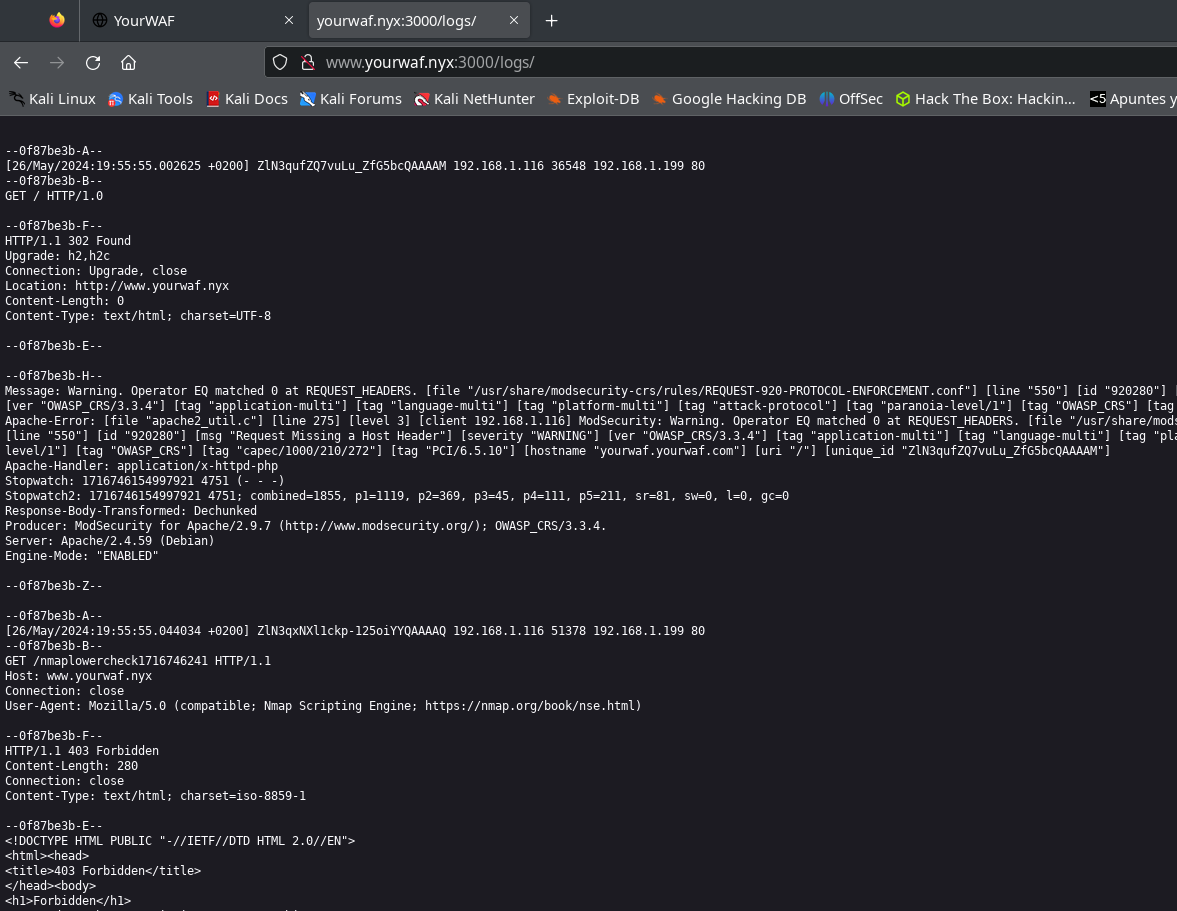 YourWAF
yourwaf.nyx:3000/logs/
www.yourwaf.nyx:3000/logs/
Kali Linux Kali Tools Kali Docs Kali Forums Kali NetHunter Exploit-DB Google Hacking DB OffSec Hack The Box: Hackin... <5 Apuntes y
--0f87be3b-A--
[26/May/2024:19:55:55.002625 +0200] ZlN3qufZQ7vuLu_ZfG5bcQAAAAM 192.168.1.116 36548 192.168.1.199 80
--0f87be3b-B--
GET / HTTP/1.0
--0f87be3b-F--
HTTP/1.1 302 Found
Upgrade: h2,h2c
Connection: Upgrade, close
Location: http://www.yourwaf.nyx
Content-Length: 0
Content-Type: text/html; charset=UTF-8
--0f87be3b-E--
--0f87be3b-H--
Message: Warning. Operator EQ matched 0 at REQUEST_HEADERS. [file "/usr/share/modsecurity-crs/rules/REQUEST-920-PROTOCOL-ENFORCEMENT.conf"] [line "550"] [id "920280"] [
[ver "OWASP_CRS/3.3.4"] [tag "application-multi"] [tag "language-multi"] [tag "platform-multi"] [tag "attack-protocol"] [tag "paranoia-level/1"] [tag "OWASP_CRS"] [tag
Apache-Error: [file "apache2_util.c"] [line 275] [level 3] [client 192.168.1.116] ModSecurity: Warning. Operator EQ matched 0 at REQUEST_HEADERS. [file "/usr/share/mods
[line "550"] [id "920280"] [msg "Request Missing a Host Header"] [severity "WARNING"] [ver "OWASP_CRS/3.3.4"] [tag "application-multi"] [tag "language-multi"] [tag "pla
level/1"] [tag "OWASP_CRS"] [tag "capec/1000/210/272"] [tag "PCI/6.5.10"] [hostname "yourwaf.yourwaf.com"] [uri "/"] [unique_id "ZlN3qufZQ7vuLu_ZfG5bcQAAAAM"]
Apache-Handler: application/x-httpd-php
Stopwatch: 1716746154997921 4751 (- - -)
Stopwatch2: 1716746154997921 4751; combined=1855, p1=1119, p2=369, p3=45, p4=111, p5=211, sr=81, sw=0, l=0, gc=0
Response-Body-Transformed: Dechunked
Producer: ModSecurity for Apache/2.9.7 (http://www.modsecurity.org/); OWASP_CRS/3.3.4.
Server: Apache/2.4.59 (Debian)
Engine-Mode: "ENABLED"
--0f87be3b-Z--
--0f87be3b-A--
[26/May/2024:19:55:55.044034 +0200] ZlN3qxNXl1ckp-125oiYYQAAAAQ 192.168.1.116 51378 192.168.1.199 80
--0f87be3b-B--
GET /nmaplowercheck1716746241 HTTP/1.1
Host: www.yourwaf.nyx
Connection: close
User-Agent: Mozilla/5.0 (compatible; Nmap Scripting Engine; https://nmap.org/book/nse.html)
--0f87be3b-F--
HTTP/1.1 403 Forbidden
Content-Length: 280
Connection: close
Content-Type: text/html; charset=iso-8859-1
--0f87be3b-E--
<!DOCTYPE HTML PUBLIC "-//IETF//DTD HTML 2.0//EN">
<html><head>
<title>403 Forbidden</title>
</head><body>
<h1>Forbidden</h1>